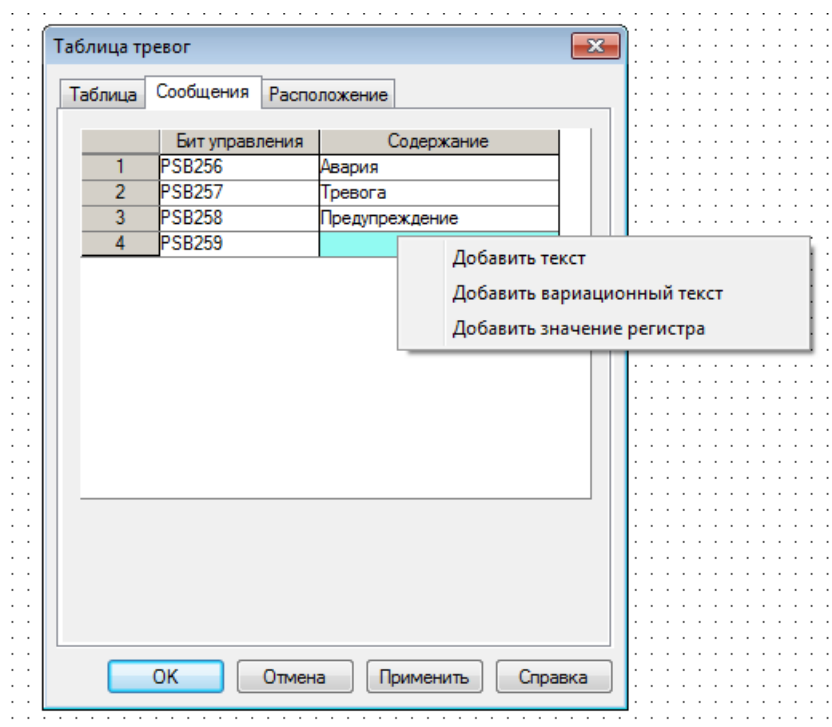 Таблица тревог
Таблица Сообщения Расположение
Бит управления Содержание
1 PSB256 Авария
2 PSB257 Тревога
3 PSB258 Предупреждение
4 PSB259
Добавить текст
Добавить вариационный текст
Добавить значение регистра
OK Отмена Применить Справка